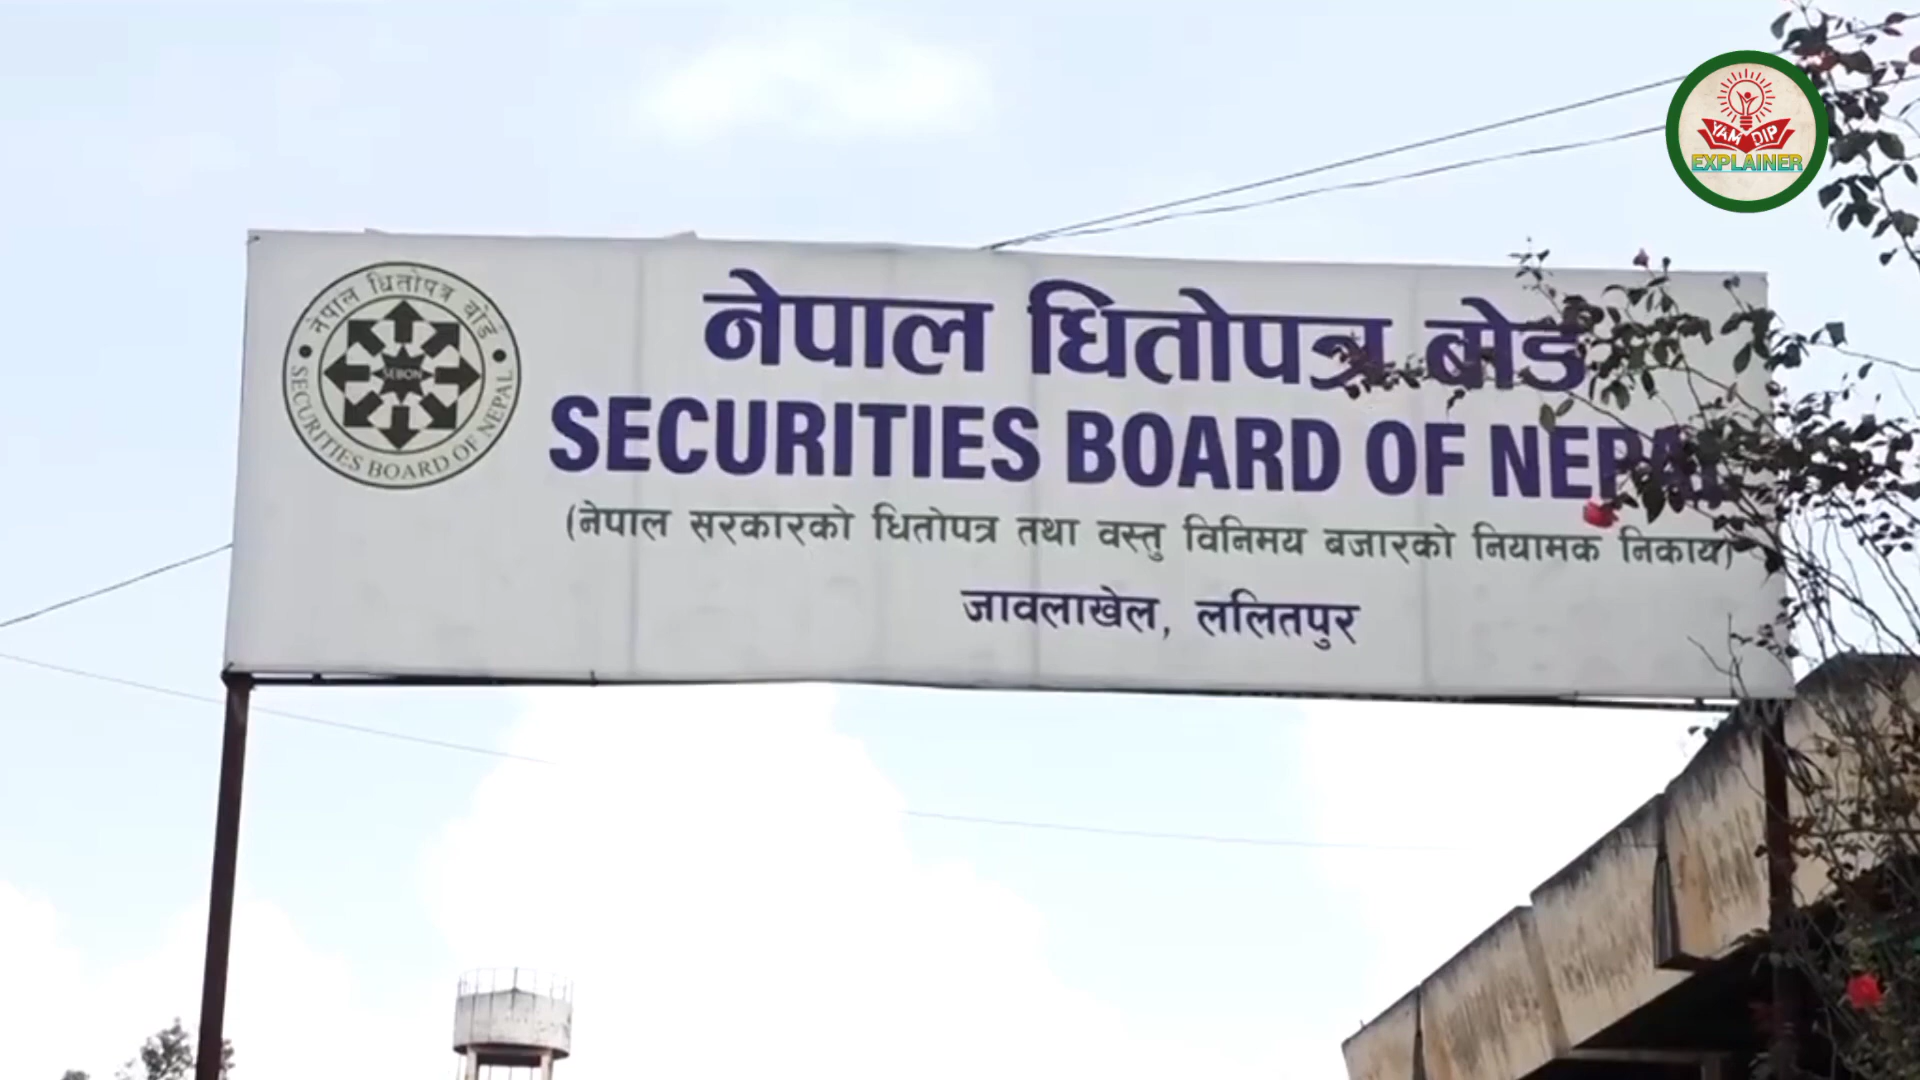 नेपाल धितोपत्र बोर्ड
SECURITIES BOARD OF NEPAL
(नेपाल सरकारको धितोपत्र तथा वस्तु विनिमय बजारको नियामक निकाय)
जावलाखेल, ललितपुर
नेपाल धितोपत्र बोर्ड
SEBON
SECURITIES BOARD OF NEPAL
YAM DIP
EXPLAINER